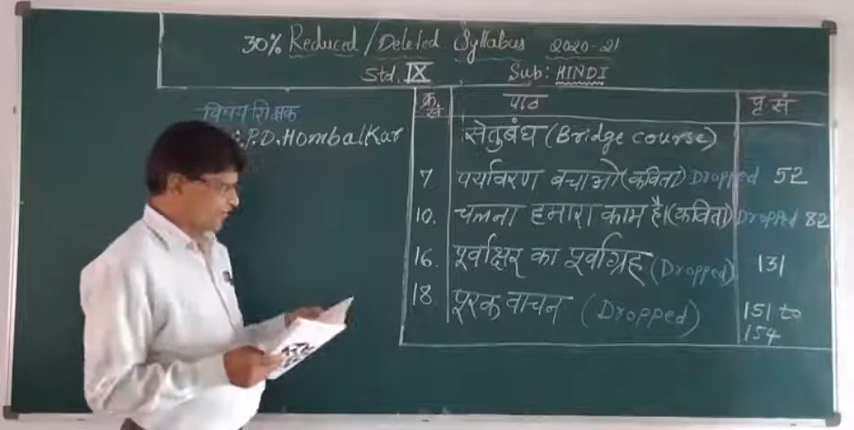 30% Reduced/Deleted Syllabus 2020-21
Std. IX Sub: HINDI
विषय शिक्षक
P.D.Hombalkar
क्र.सं पाठ पृ.सं
सेतुबंध (Bridge course)
7 पर्यावरण बचाओ (कविता) Dropped 52
10. चलना हमारा काम है। (कविता) Dropped 82
16. पूर्वाक्षर का पूर्वाग्रह (Dropped) 131
18 पूरक वाचन (Dropped) 151 to
154